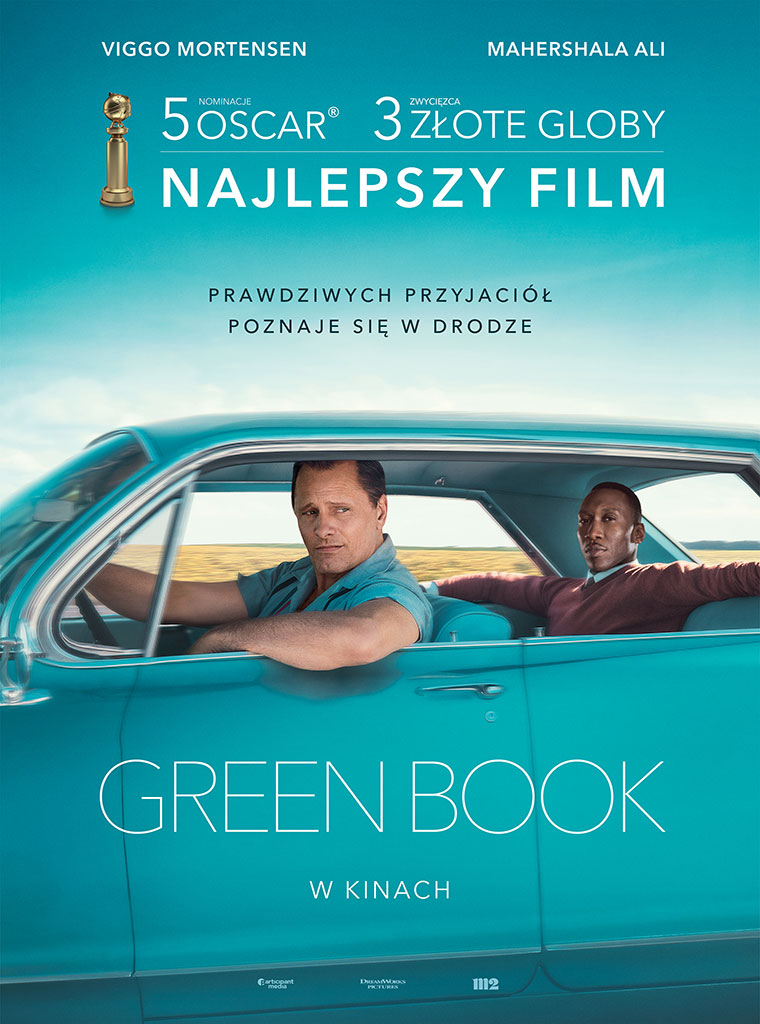 VIGGO MORTENSEN MAHERSHALA ALI
NOMINACJE ZWYCIĘZCA
5 OSCAR® 3 ZŁOTE GLOBY
NAJLEPSZY FILM
PRAWDZIWYCH PRZYJACIÓŁ
POZNAJE SIĘ W DRODZE
GREEN BOOK
W KINACH
participant media DREAMWORKS PICTURES m2